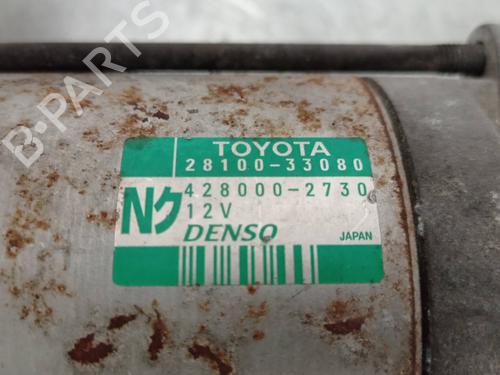 TOYOTA
28100-33080
Nク
428000-2730
12V
DENSO
JAPAN
B-PARTS